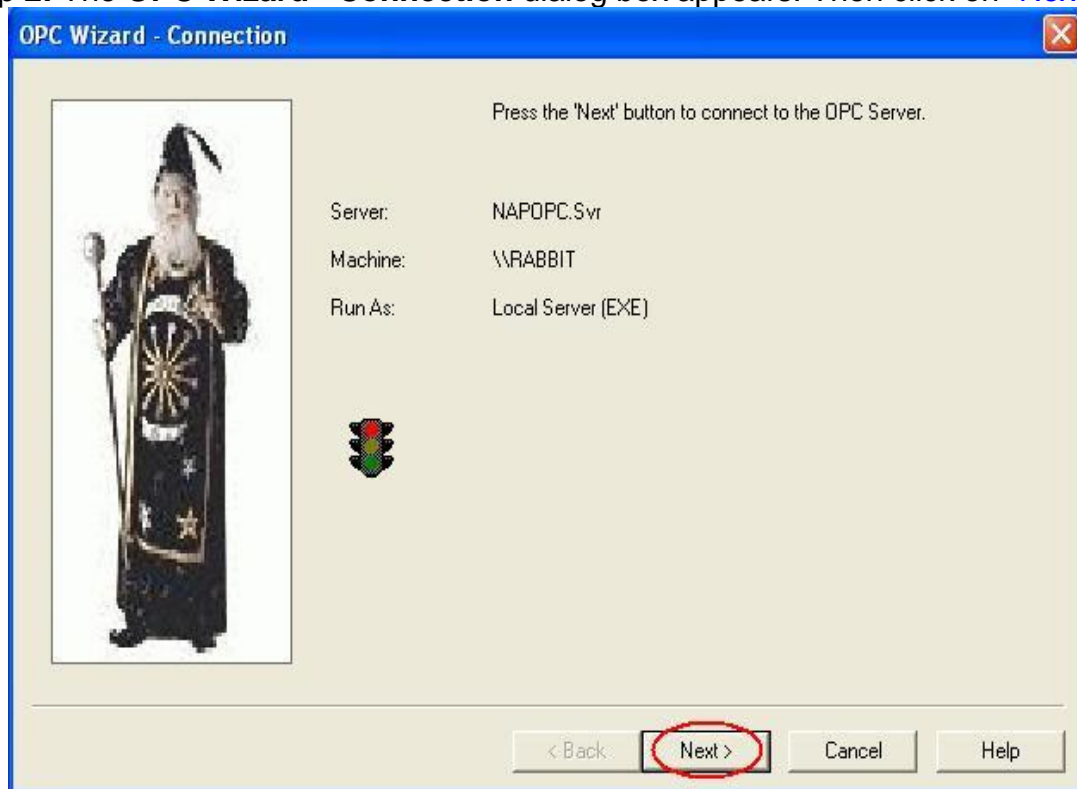 OPC Wizard - Connection
Press the 'Next' button to connect to the OPC Server.
Server: NAPOPC.Svr
Machine: \\RABBIT
Run As: Local Server (EXE)
< Back Next > Cancel Help